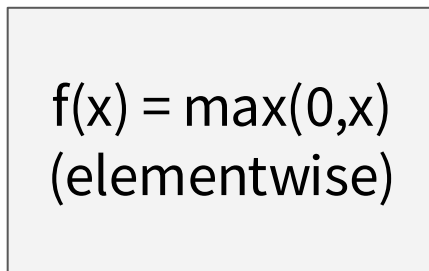 f(x) = max(0,x)
(elementwise)